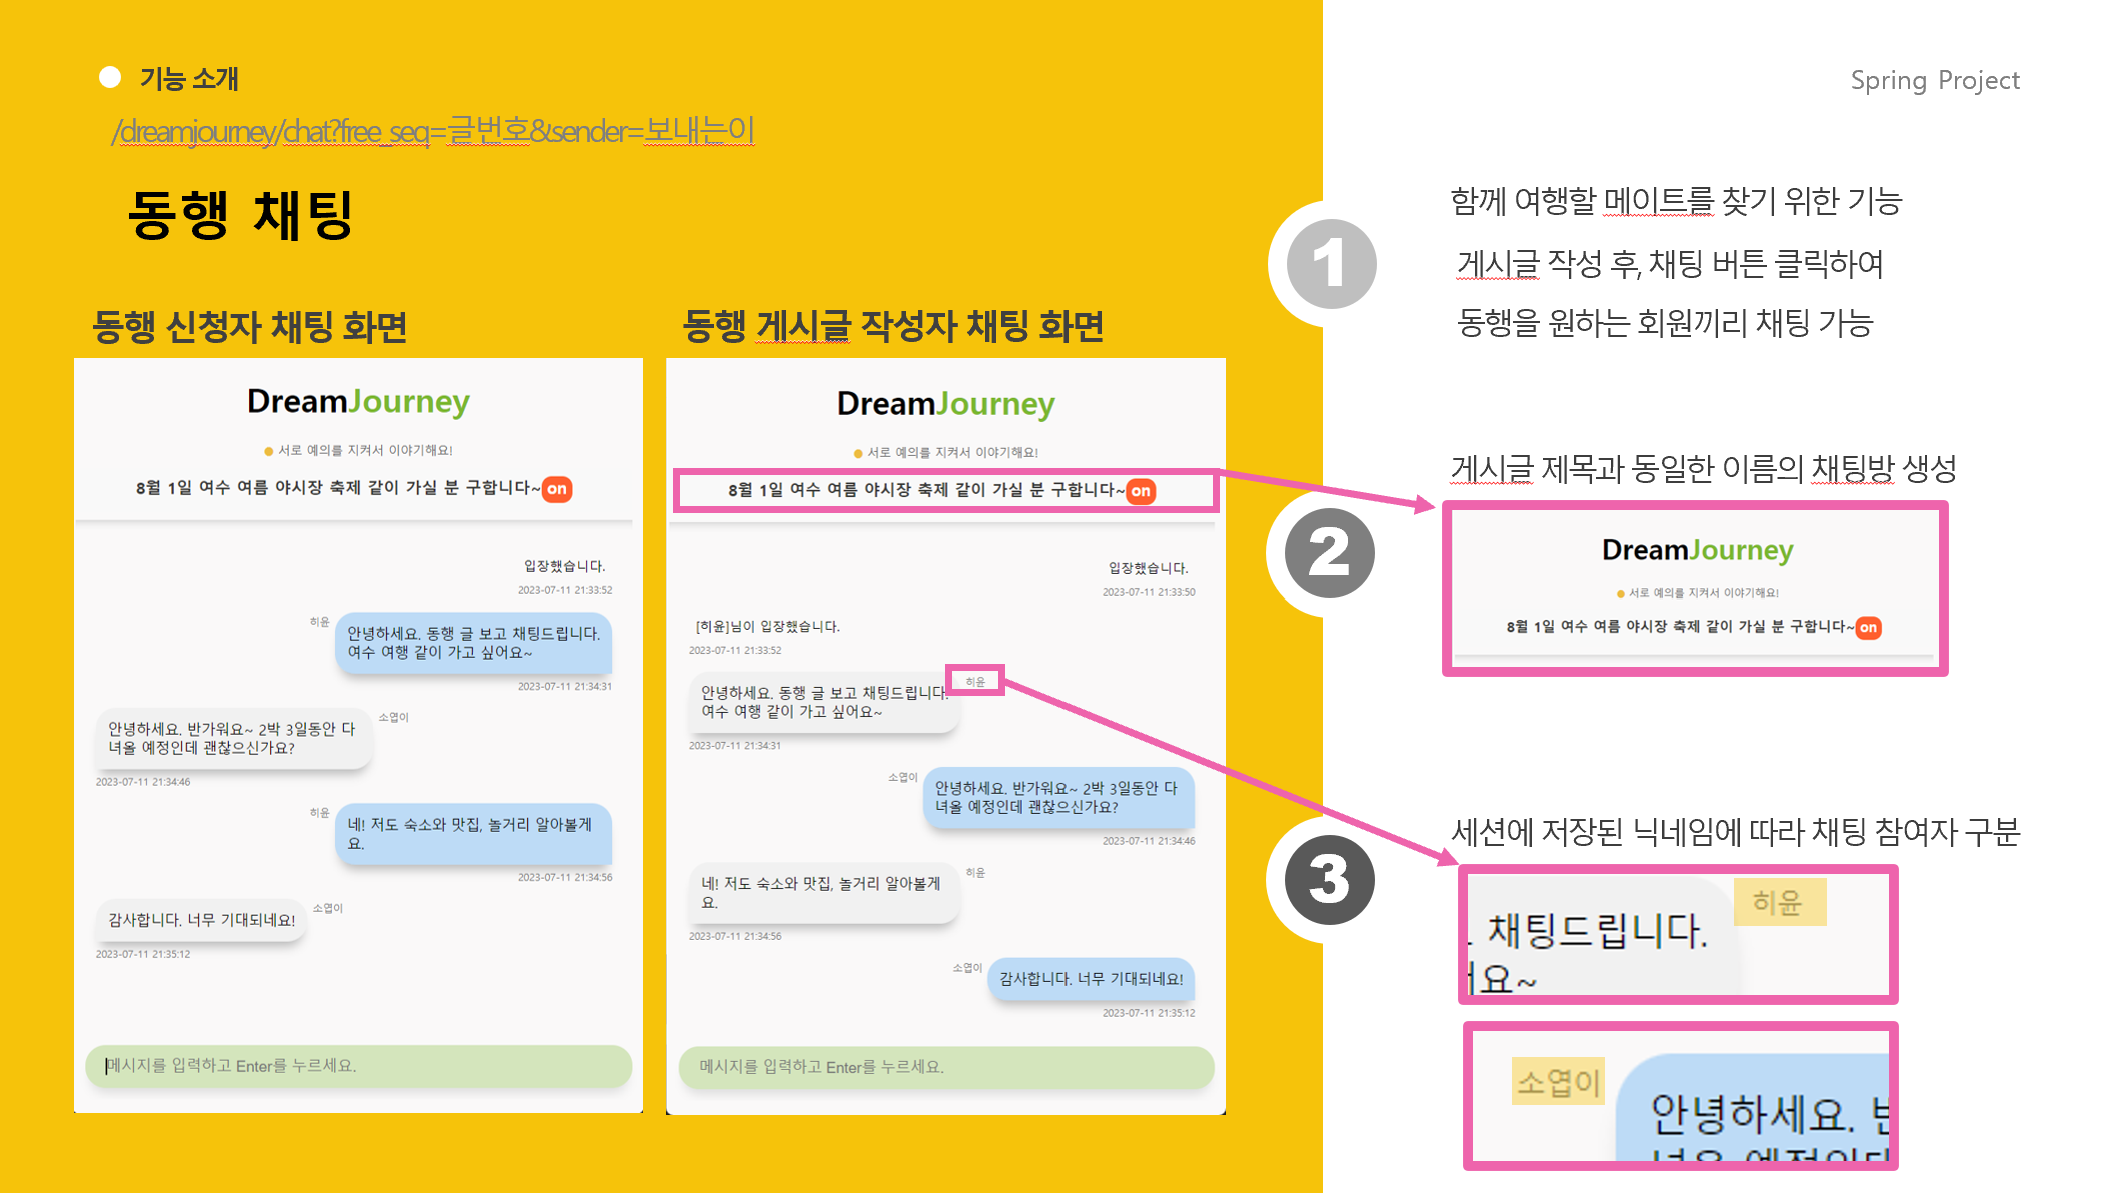 기능 소개
Spring Project
/dreamjourney/chat?free_seq=글번호&sender=보내는이
동행 채팅
동행 신청자 채팅 화면
DreamJourney
서로 예의를 지켜서 이야기해요!
8월 1일 여수 여름 야시장 축제 같이 가실 분 구합니다~ on
입장했습니다.
2023-07-11 21:33:52
히윤
안녕하세요. 동행 글 보고 채팅드립니다.
여수 여행 같이 가고 싶어요~
2023-07-11 21:34:31
소엽이
안녕하세요. 반가워요~ 2박 3일동안 다
녀올 예정인데 괜찮으신가요?
2023-07-11 21:34:46
히윤
네! 저도 숙소와 맛집, 놀거리 알아볼게
요.
2023-07-11 21:34:56
소엽이
감사합니다. 너무 기대되네요!
2023-07-11 21:35:12
메시지를 입력하고 Enter를 누르세요.
동행 게시글 작성자 채팅 화면
DreamJourney
서로 예의를 지켜서 이야기해요!
8월 1일 여수 여름 야시장 축제 같이 가실 분 구합니다~ on
입장했습니다.
2023-07-11 21:33:50
[히윤]님이 입장했습니다.
2023-07-11 21:33:52
히윤
안녕하세요. 동행 글 보고 채팅드립니다.
여수 여행 같이 가고 싶어요~
2023-07-11 21:34:31
소엽이
안녕하세요. 반가워요~ 2박 3일동안 다
녀올 예정인데 괜찮으신가요?
2023-07-11 21:34:46
히윤
네! 저도 숙소와 맛집, 놀거리 알아볼게
요.
2023-07-11 21:34:56
소엽이
감사합니다. 너무 기대되네요!
2023-07-11 21:35:12
메시지를 입력하고 Enter를 누르세요.
1
함께 여행할 메이트를 찾기 위한 기능
게시글 작성 후, 채팅 버튼 클릭하여
동행을 원하는 회원끼리 채팅 가능
2
게시글 제목과 동일한 이름의 채팅방 생성
DreamJourney
서로 예의를 지켜서 이야기해요!
8월 1일 여수 여름 야시장 축제 같이 가실 분 구합니다~ on
3
세션에 저장된 닉네임에 따라 채팅 참여자 구분
히윤
채팅드립니다.
요~
소엽이
안녕하세요.